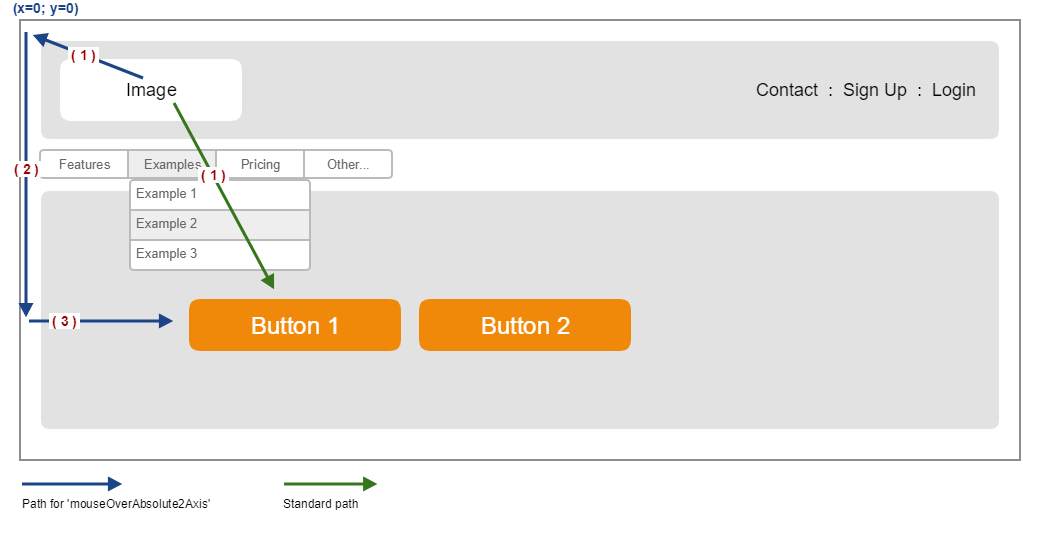 (x=0; y=0)
( 1 )
Image
Contact : Sign Up : Login
( 2 )
Features
Examples
Pricing
Other...
( 1 )
Example 1
Example 2
Example 3
( 3 )
Button 1
Button 2
Path for 'mouseOverAbsolute2Axis'
Standard path